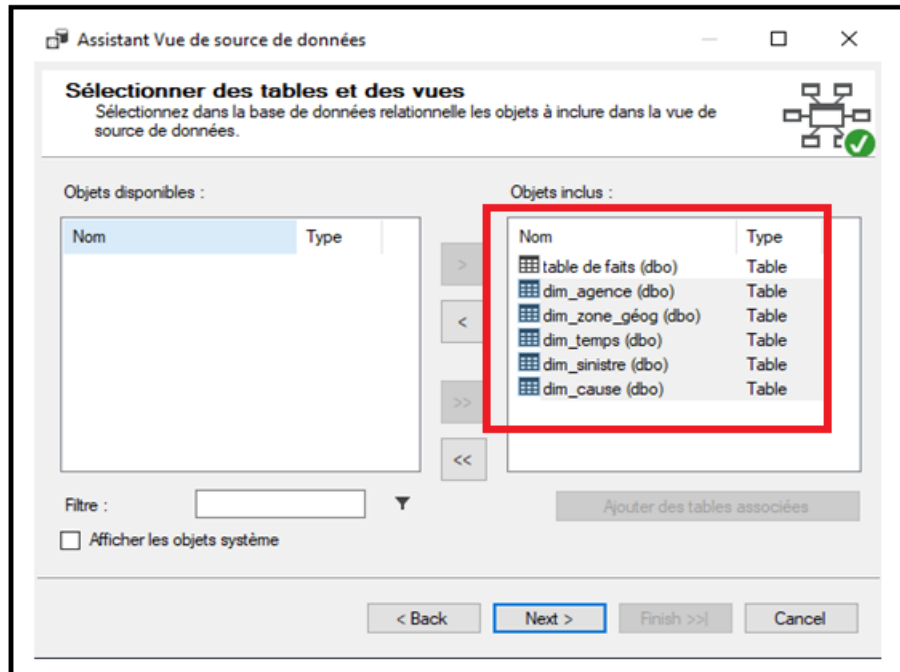 Assistant Vue de source de données
Sélectionner des tables et des vues
Sélectionnez dans la base de données relationnelle les objets à inclure dans la vue de
source de données.
Objets disponibles :
Nom Type
Objets inclus :
Nom Type
table de faits (dbo) Table
dim_agence (dbo) Table
dim_zone_géog (dbo) Table
dim_temps (dbo) Table
dim_sinistre (dbo) Table
dim_cause (dbo) Table
>
<
>>
<<
Filtre :
Ajouter des tables associées
Afficher les objets système
< Back Next > Finish >>| Cancel